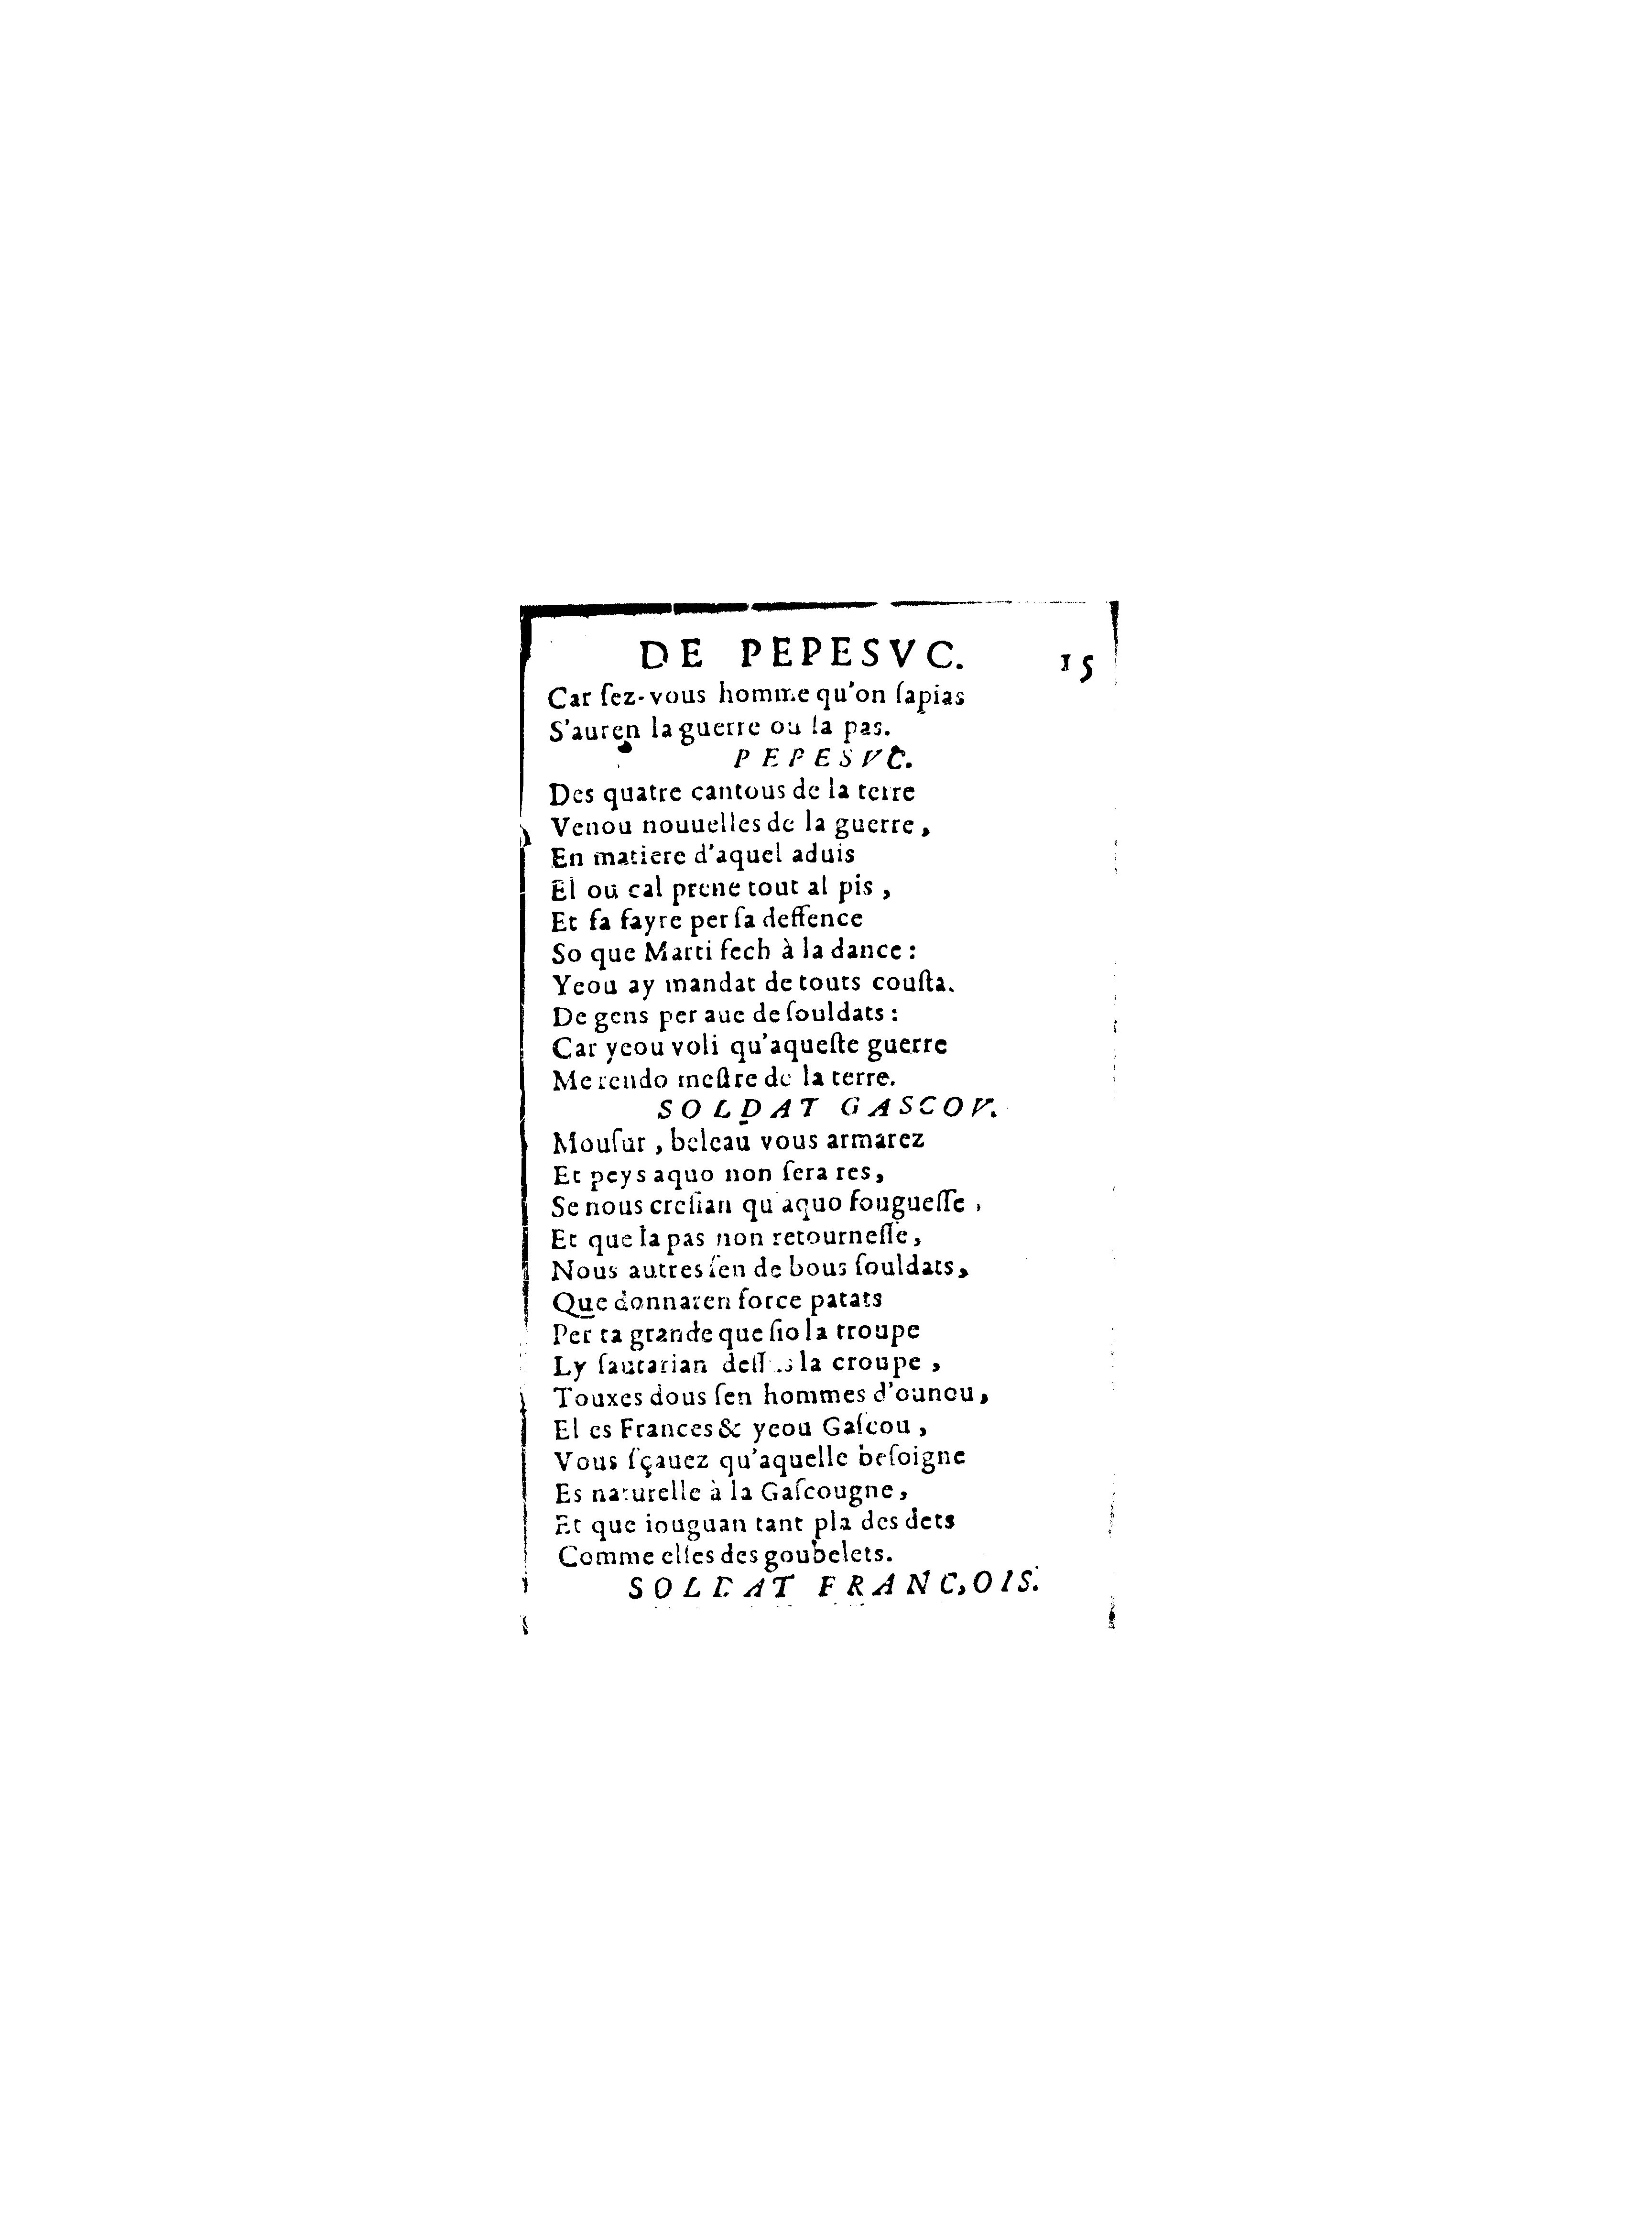 DE PEPESVC. 15
Car ſez-vous homme qu'on ſapias
S'auren la guerre ou la pas.
PEPESVC.
Des quatre cantous de la terre
Venou nouuelles de la guerre,
En matiere d'aquel aduis
El ou cal prene tout al pis,
Et fa fayre per ſa deffence
So que Marti fech à la dance:
Yeou ay mandat de touts couſta.
De gens per aue de ſouldats:
Car yeou voli qu'aqueſte guerre
Me rendo meſtre de la terre.
SOLDAT GASCOV.
Mouſur, beleau vous armarez
Et peys aquo non ſera res,
Se nous creſian qu'aquo fougueſſe,
Et que la pas non retourneſſe,
Nous autres ſen de bous ſouldats,
Que donnaren force patats
Per ta grande que ſio la troupe
Ly ſautarian la croupe,
Touxes dous ſen hommes d'ounou,
El es Frances & yeou Gaſcou,
Vous ſçauez qu'aquelle beſoigne
Es naturelle à la Gaſcougne,
Et que iouguan tant pla des dets
Comme elles des goubelets.
SOLDAT FRANC,OIS.